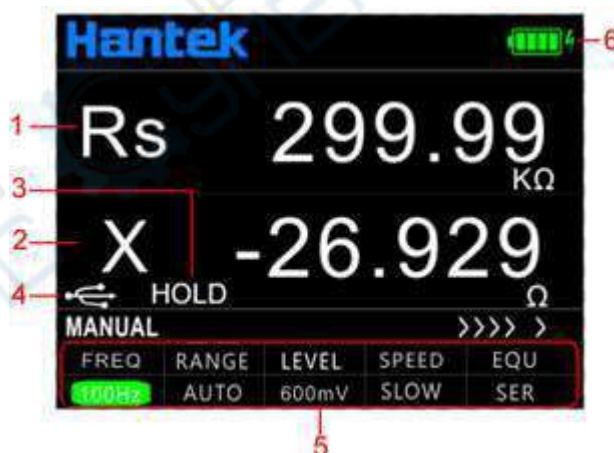 Hantek
6
1
Rs
299.99
KΩ
3
2
X
-26.929
Ω
4
HOLD
MANUAL
>>>> >
FREQ RANGE LEVEL SPEED EQU
100Hz AUTO 600mV SLOW SER
5